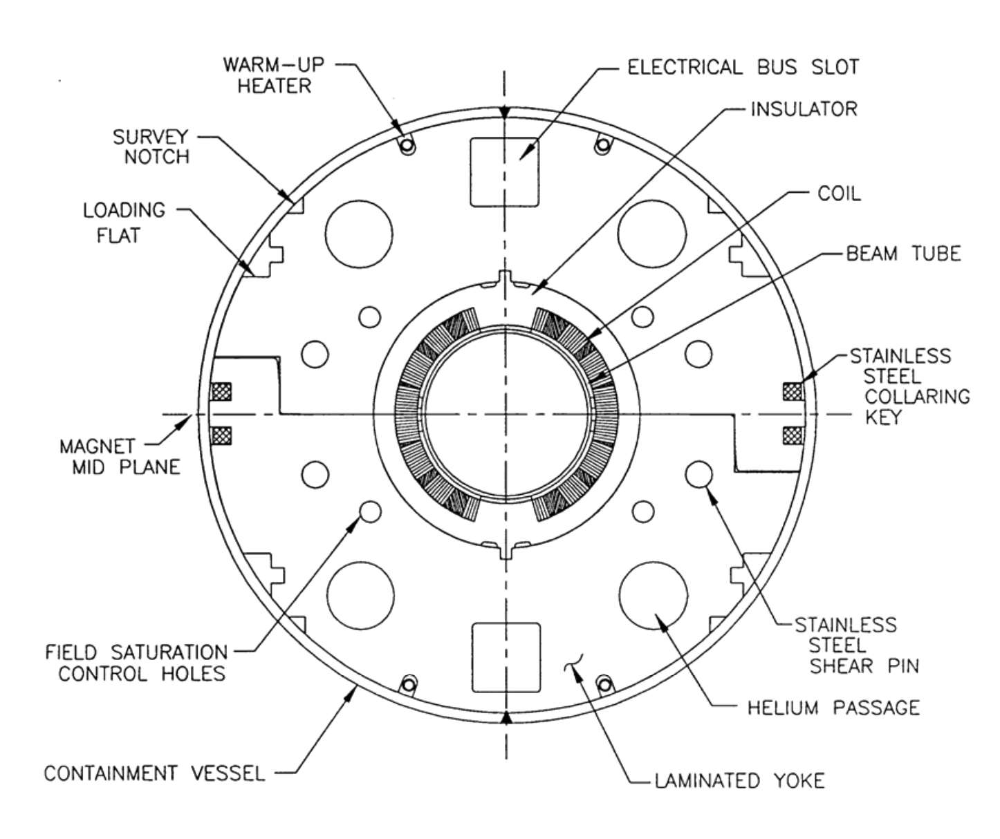 WARM-UP
HEATER
ELECTRICAL BUS SLOT
INSULATOR
SURVEY
NOTCH
COIL
LOADING
FLAT
BEAM TUBE
STAINLESS
STEEL
COLLARING
KEY
MAGNET
MID PLANE
STAINLESS
STEEL
SHEAR PIN
FIELD SATURATION
CONTROL HOLES
HELIUM PASSAGE
CONTAINMENT VESSEL
LAMINATED YOKE